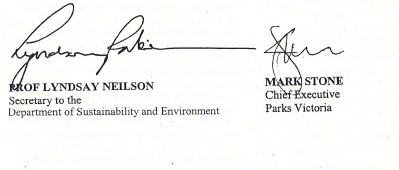 PROF LYNDSAY NEILSON
Secretary to the
Department of Sustainability and Environment
MARK STONE
Chief Executive
Parks Victoria